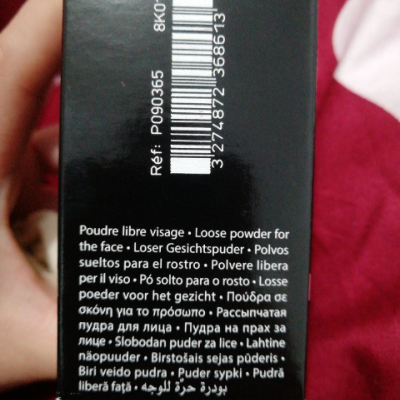 8K01
Réf: P090365
3 274872 368613
Poudre libre visage • Loose powder for
the face • Loser Gesichtspuder • Polvos
sueltos para el rostro • Polvere libera
per il viso • Pó solto para o rosto • Losse
poeder voor het gezicht • Πούδρα σε
σκόνη για το πρόσωπο • Рассыпчатая
пудра для лица • Пудра на прах за
лице • Slobodan puder za lice • Lahtine
näopuuder • Birstošais sejas pūderis •
Biri veido pudra • Puder sypki • Pudră
liberă față • بودرة حرّة للوجه